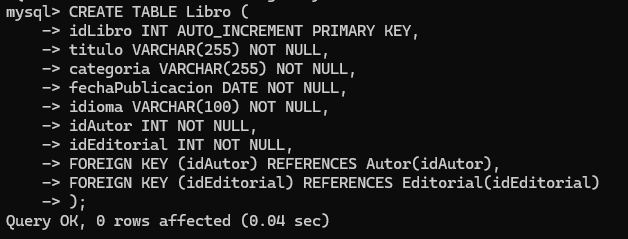 mysql> CREATE TABLE Libro (
    -> idLibro INT AUTO_INCREMENT PRIMARY KEY,
    -> titulo VARCHAR(255) NOT NULL,
    -> categoria VARCHAR(255) NOT NULL,
    -> fechaPublicacion DATE NOT NULL,
    -> idioma VARCHAR(100) NOT NULL,
    -> idAutor INT NOT NULL,
    -> idEditorial INT NOT NULL,
    -> FOREIGN KEY (idAutor) REFERENCES Autor(idAutor),
    -> FOREIGN KEY (idEditorial) REFERENCES Editorial(idEditorial)
    -> );
Query OK, 0 rows affected (0.04 sec)